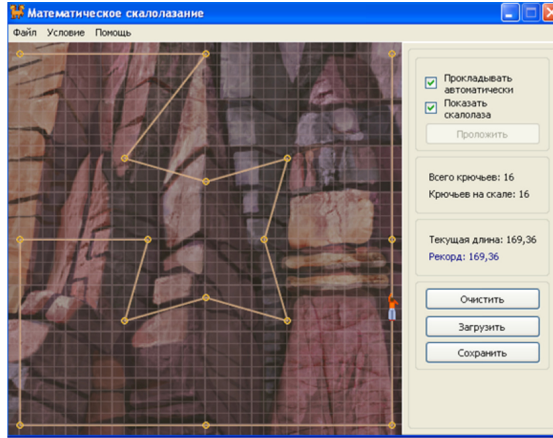 Математическое скалолазание
Файл Условие Помощь
Прокладывать
автоматически
Показать
скалолаза
Проложить
Всего крючьев: 16
Крючьев на скале: 16
Текущая длина: 169,36
Рекорд: 169,36
Очистить
Загрузить
Сохранить